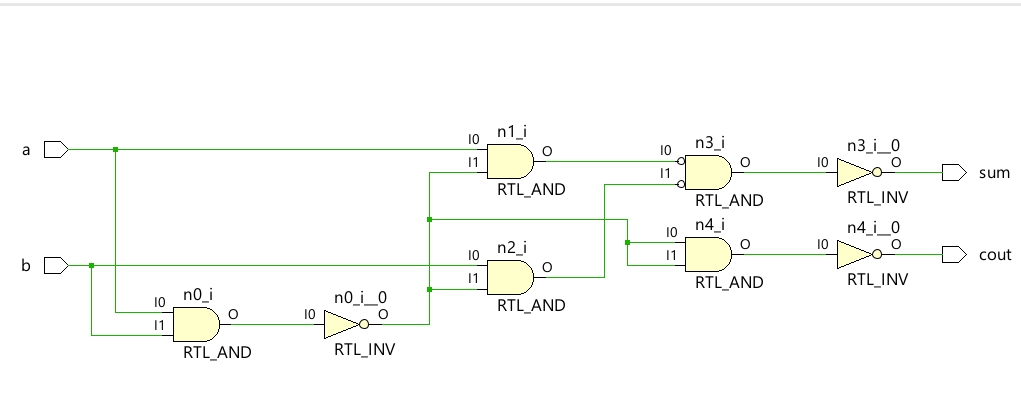 a
b
I0
I1
n0_i
O
RTL_AND
I0
n0_i__0
O
RTL_INV
I0
I1
n1_i
O
RTL_AND
I0
I1
n2_i
O
RTL_AND
I0
I1
n3_i
O
RTL_AND
I0
I1
n4_i
O
RTL_AND
I0
n3_i__0
O
RTL_INV
I0
n4_i__0
O
RTL_INV
sum
cout